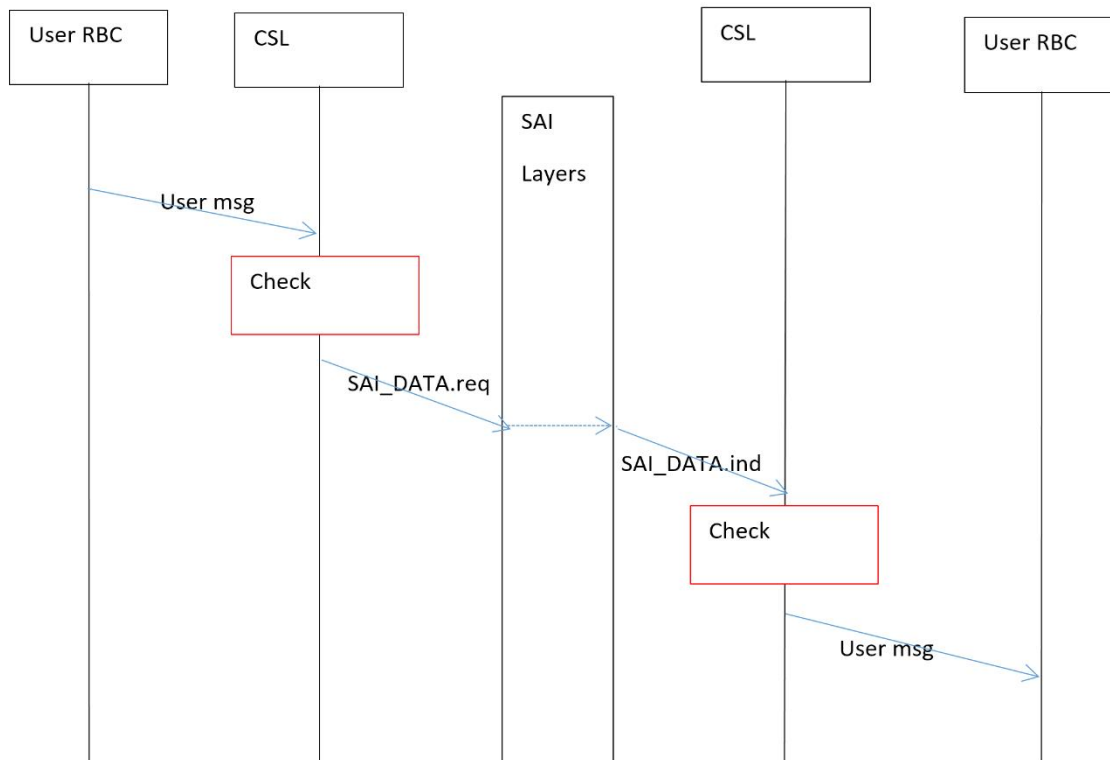 User RBC
CSL
CSL
User RBC
SAI
Layers
User msg
Check
SAI_DATA.req
SAI_DATA.ind
Check
User msg